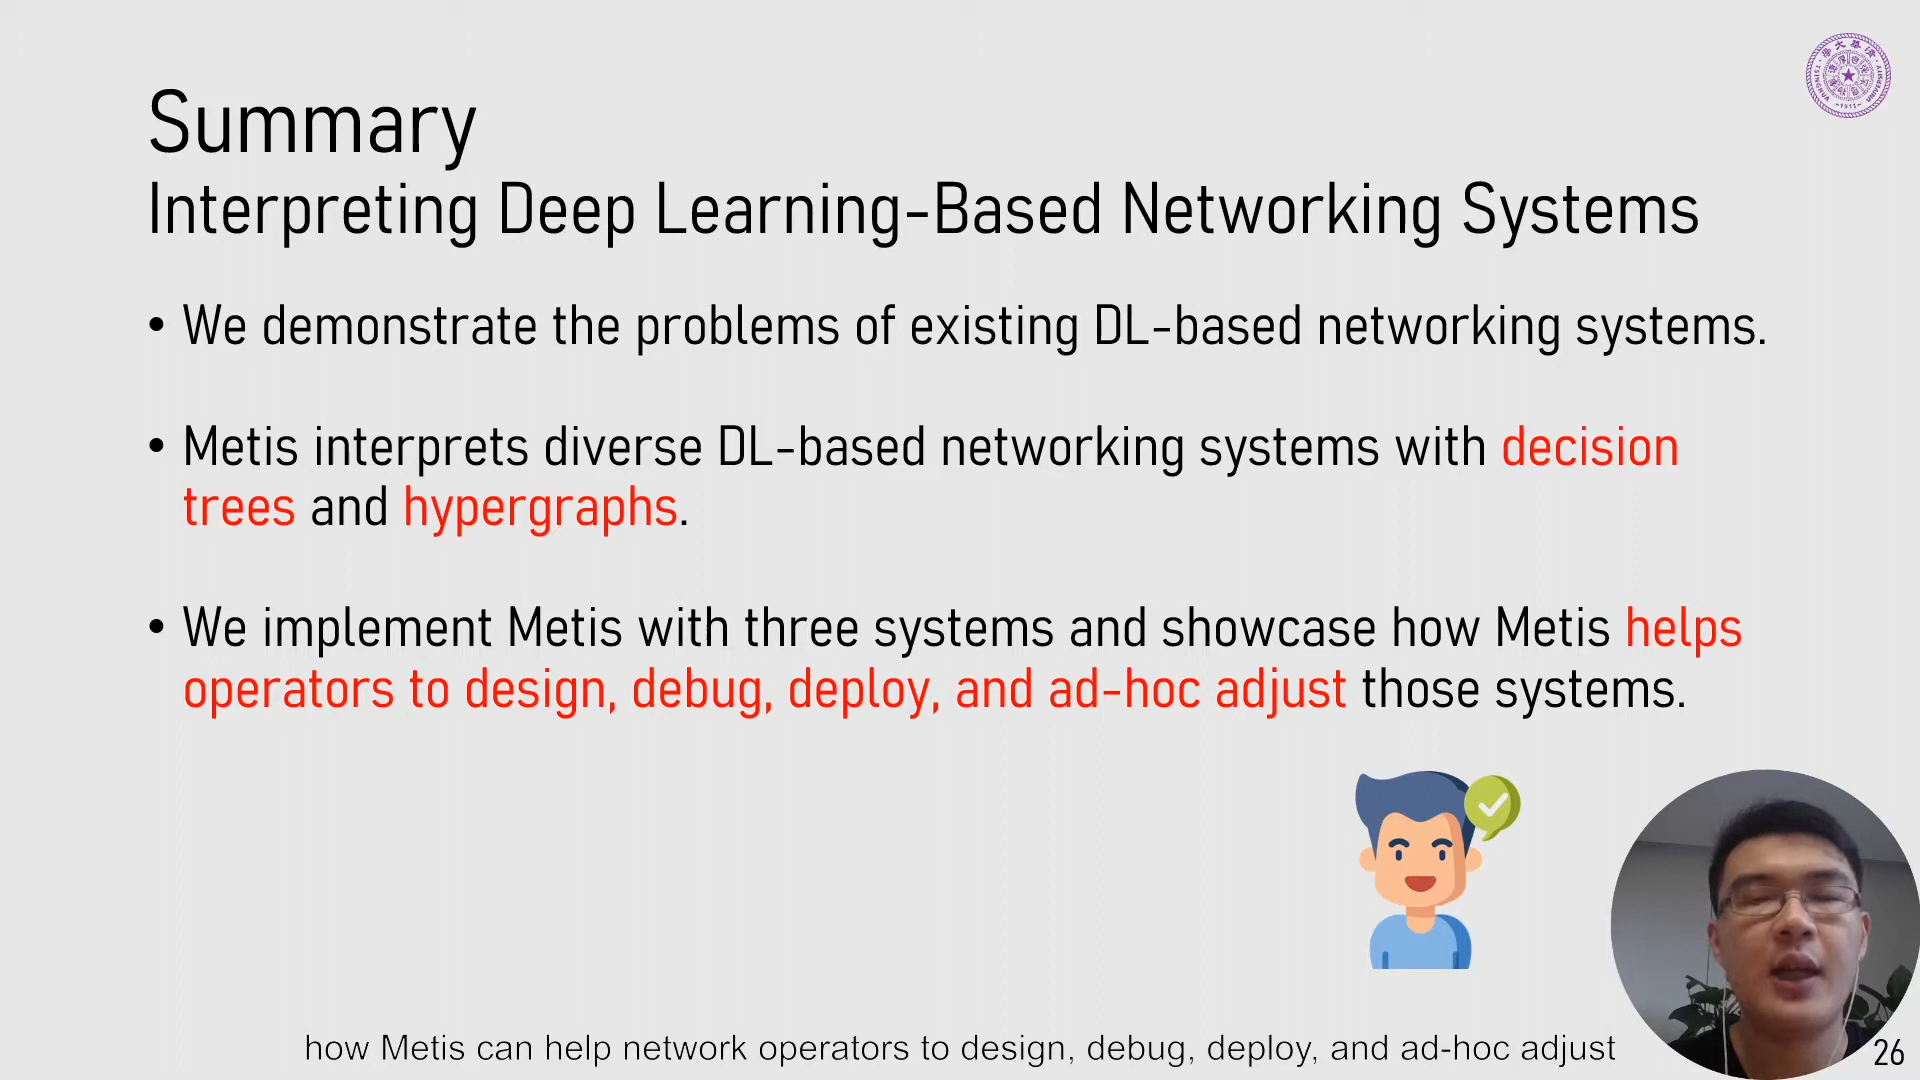 Summary
Interpreting Deep Learning-Based Networking Systems
• We demonstrate the problems of existing DL-based networking systems.
• Metis interprets diverse DL-based networking systems with decision
trees and hypergraphs.
• We implement Metis with three systems and showcase how Metis helps
operators to design, debug, deploy, and ad-hoc adjust those systems.
how Metis can help network operators to design, debug, deploy, and ad-hoc adjust
26
TSINGHUA UNIVERSITY
-1911-